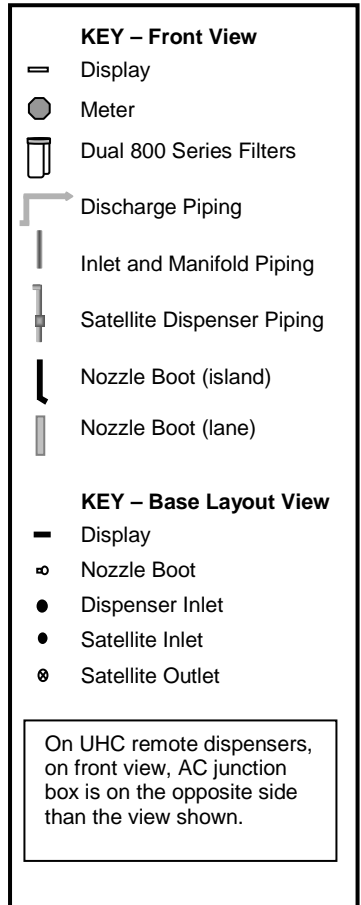 KEY – Front View
Display
Meter
Dual 800 Series Filters
Discharge Piping
Inlet and Manifold Piping
Satellite Dispenser Piping
Nozzle Boot (island)
Nozzle Boot (lane)
KEY – Base Layout View
Display
Nozzle Boot
Dispenser Inlet
Satellite Inlet
Satellite Outlet
On UHC remote dispensers,
on front view, AC junction
box is on the opposite side
than the view shown.